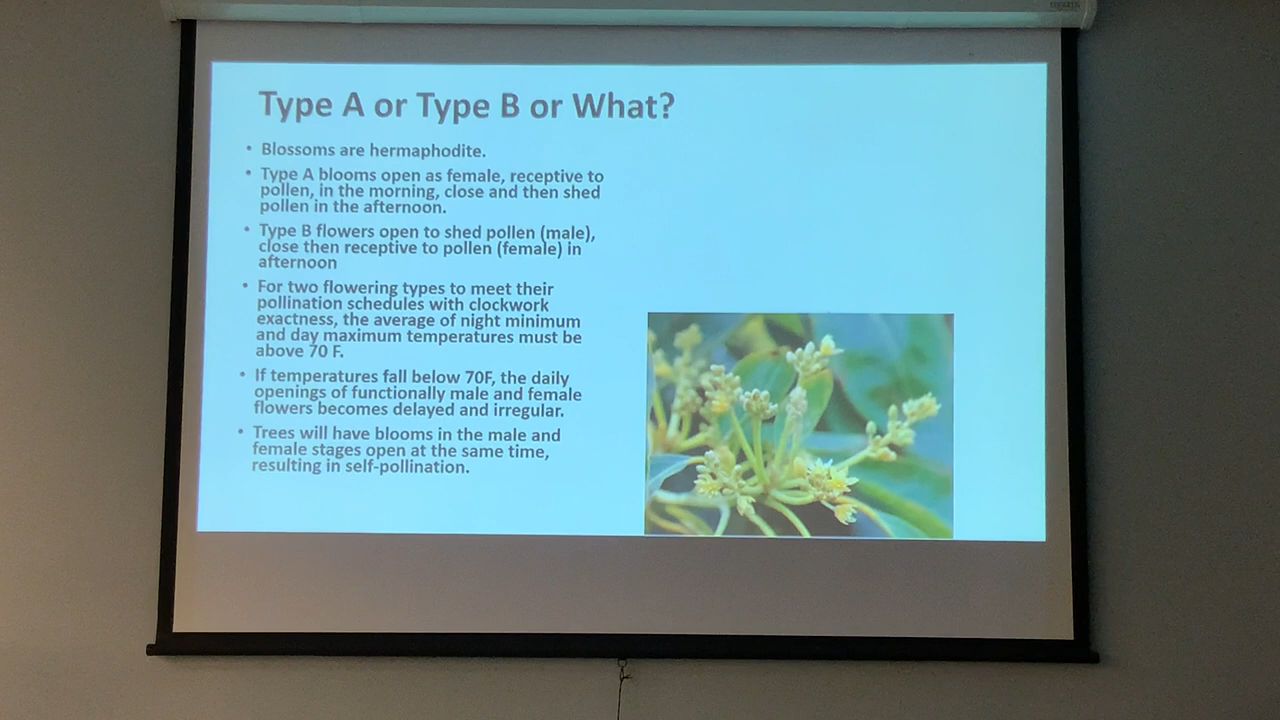 Type A or Type B or What?
• Blossoms are hermaphodite.
• Type A blooms open as female, receptive to
pollen, in the morning, close and then shed
pollen in the afternoon.
• Type B flowers open to shed pollen (male),
close then receptive to pollen (female) in
afternoon
• For two flowering types to meet their
pollination schedules with clockwork
exactness, the average of night minimum
and day maximum temperatures must be
above 70 F.
• If temperatures fall below 70F, the daily
openings of functionally male and female
flowers becomes delayed and irregular.
• Trees will have blooms in the male and
female stages open at the same time,
resulting in self-pollination.